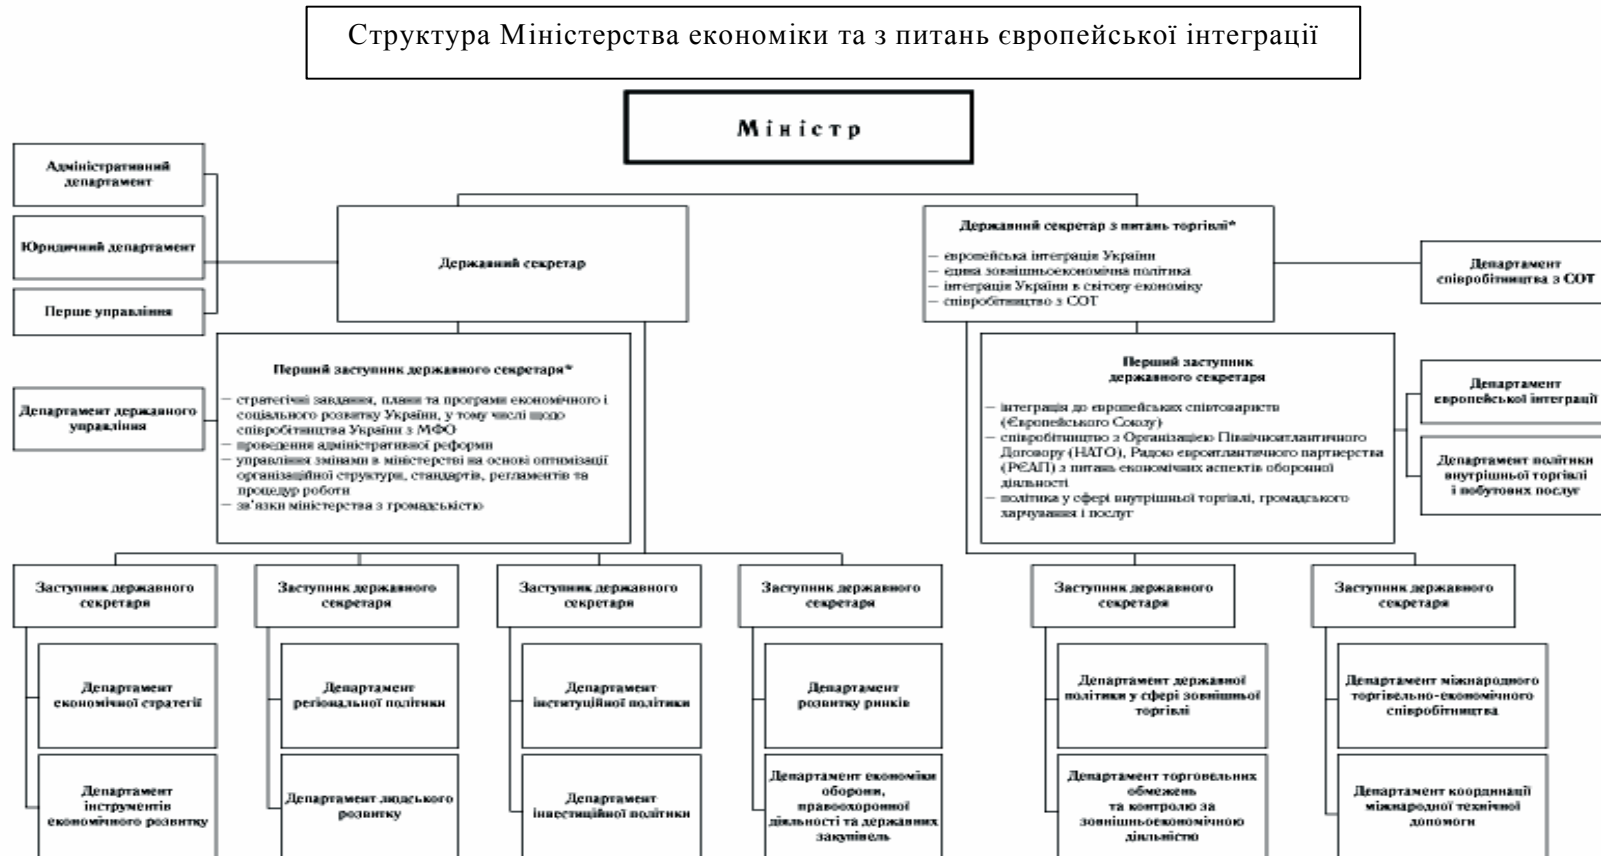 Структура Міністерства економіки та з питань європейської інтеграції
Міністр
Адміністративний
департамент
Юридичний департамент
Перше управління
Державний секретар
Державний секретар з питань торгівлі*
– європейська інтеграція України
– єдина зовнішньоекономічна політика
– інтеграція України в світову економіку
– співробітництво з СОТ
Департамент
співробітництва з СОТ
Департамент державного
управління
Перший заступник державного секретаря*
– стратегічні завдання, плани та програми економічного і
соціального розвитку України, у тому числі щодо
співробітництва України з МФО
– проведення адміністративної реформи
– управління змінами в міністерстві на основі оптимізації
організаційної структури, стандартів, регламентів та
процедур роботи
– зв'язки міністерства з громадськістю
Перший заступник
державного секретаря
– інтеграція до європейських співтовариств
(Європейського Союзу)
– співробітництво з Організацією Північноатлантичного
Договору (НАТО), Радою євроатлантичного партнерства
(РЄАП) з питань економічних аспектів оборонної
діяльності
– політика у сфері внутрішньої торгівлі, громадського
харчування і послуг
Департамент
європейської інтеграції
Департамент політики
внутрішньої торгівлі
і побутових послуг
Заступник державного
секретаря
Департамент
економічної стратегії
Департамент
інструментів
економічного розвитку
Заступник державного
секретаря
Департамент
регіональної політики
Департамент людського
розвитку
Заступник державного
секретаря
Департамент
інституційної політики
Департамент
інвестиційної політики
Заступник державного
секретаря
Департамент
розвитку ринків
Департамент економіки
оборони,
правоохоронної
діяльності та державних
закупівель
Заступник державного
секретаря
Департамент державної
політики у сфері зовнішньої
торгівлі
Департамент торговельних
обмежень
та контролю за
зовнішньоекономічною
діяльністю
Заступник державного
секретаря
Департамент міжнародного
торгівельно-економічного
співробітництва
Департамент координації
міжнародної технічної
допомоги